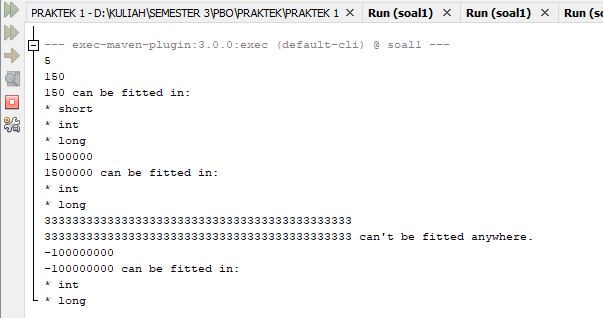 PRAKTEK 1 - D:\KULIAH\SEMESTER 3\PBO\PRAKTEK\PRAKTEK 1 × Run (soal1) × Run (soal1) × Run (s
--- exec-maven-plugin:3.0.0:exec (default-cli) @ soal1 ---
5
150
150 can be fitted in:
* short
* int
* long
1500000
1500000 can be fitted in:
* int
* long
33333333333333333333333333333333333333333333
33333333333333333333333333333333333333333333 can't be fitted anywhere.
-100000000
-100000000 can be fitted in:
* int
* long